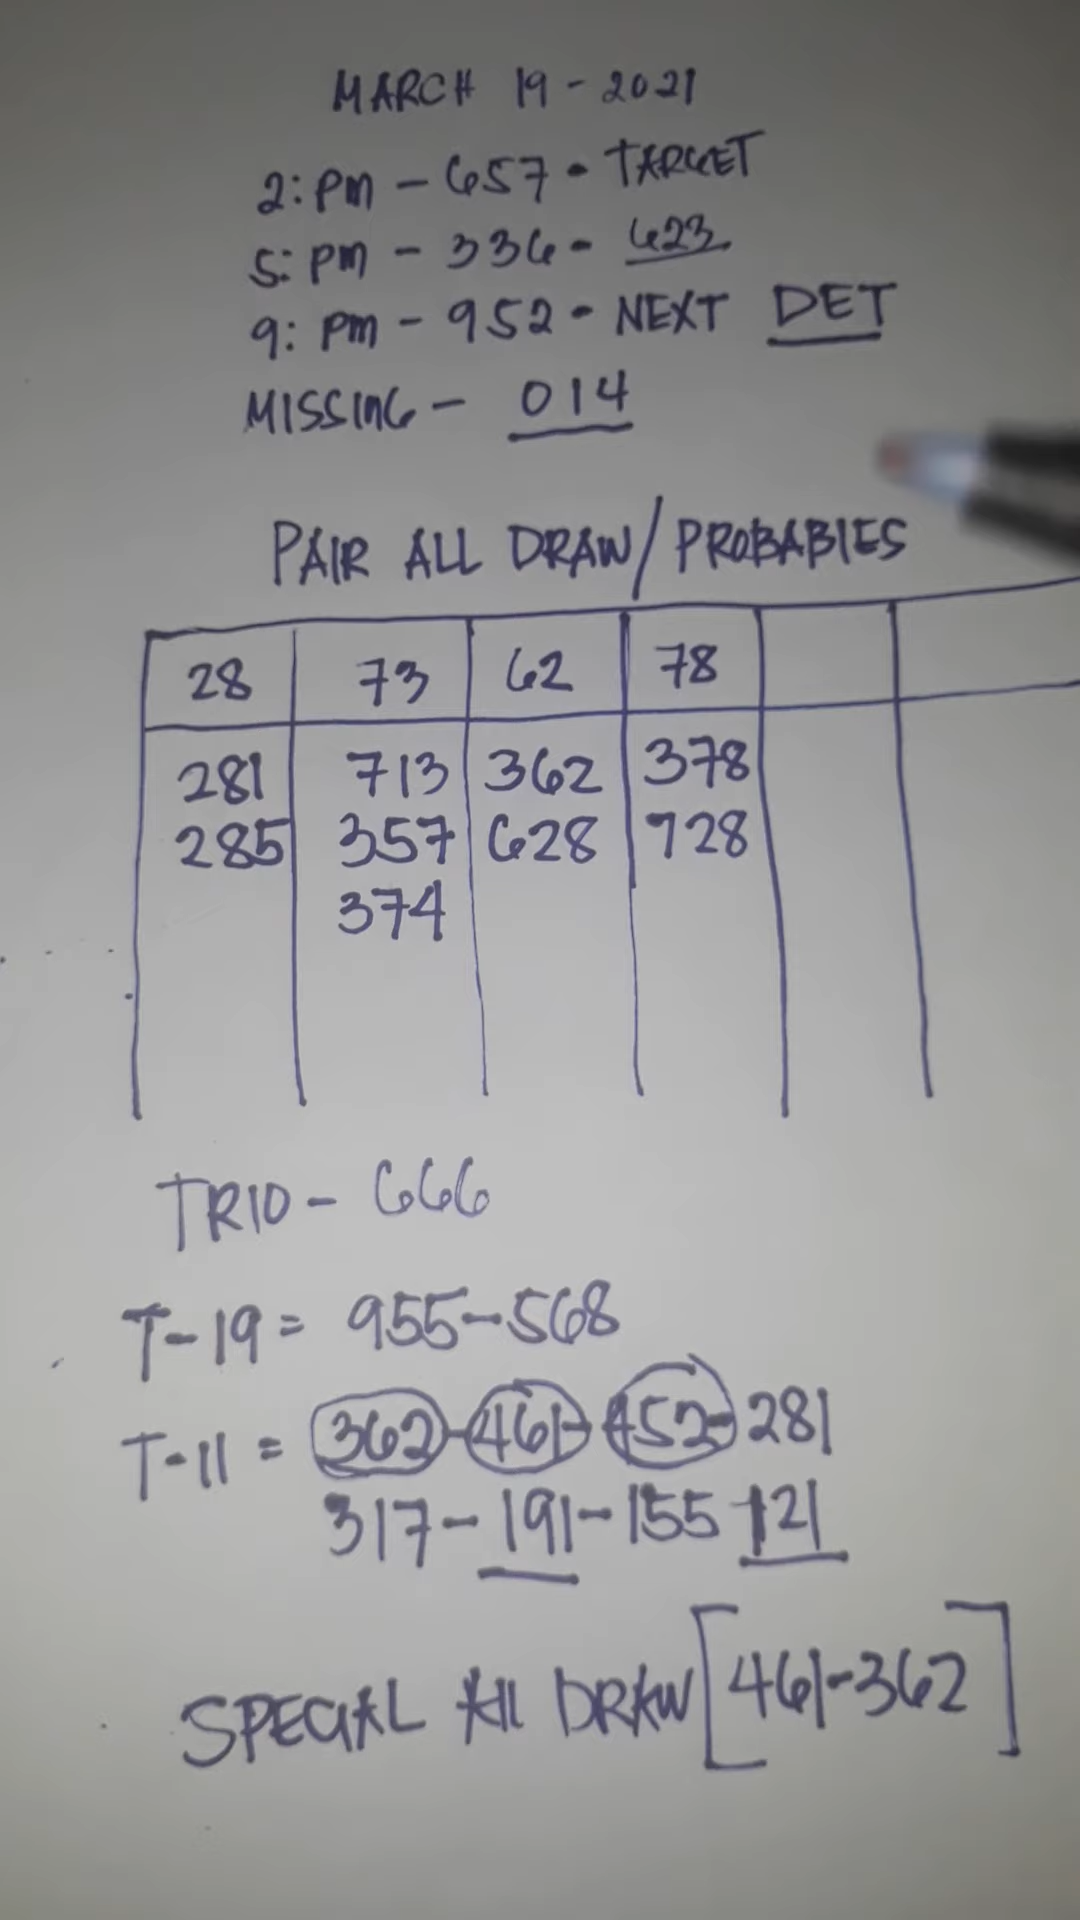 MARCH 19-2021
2:PM - 657 - TARGET
5:PM - 336 - 623
9:PM - 952 - NEXT DET
MISSING - 014
PAIR ALL DRAW/PROBABIES
28 73 62 78
281 713 362 378
285 357 628 728
374
TRIO - 666
T-19 = 955-568
T-11 = 362-461-452-281
317-191-155-121
SPECIAL All DRAW [461-362]